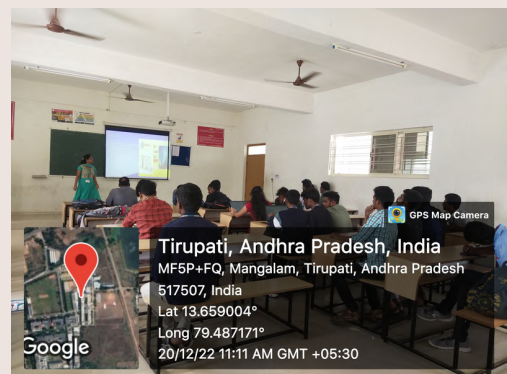 GPS Map Camera
Tirupati, Andhra Pradesh, India
MF5P+FQ, Mangalam, Tirupati, Andhra Pradesh
517507, India
Lat 13.659004°
Long 79.487171°
20/12/22 11:11 AM GMT +05:30
Google